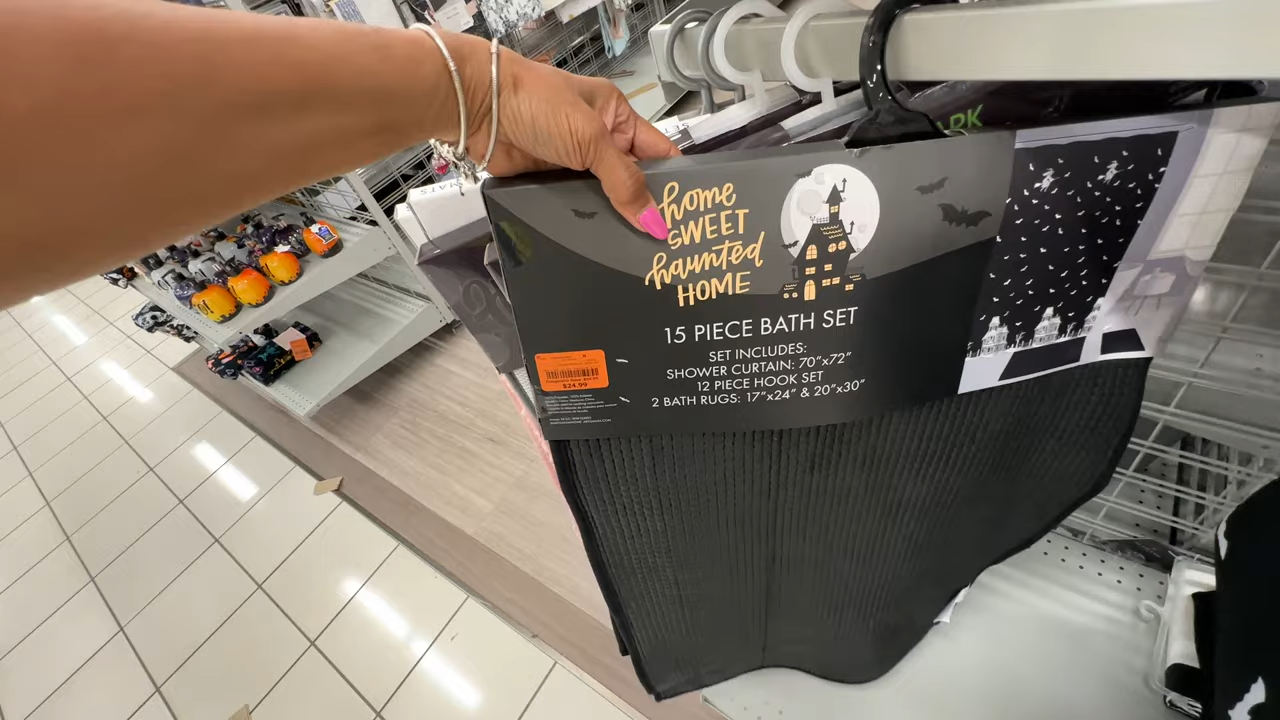 home
SWEET
haunted
HOME
15 PIECE BATH SET
SET INCLUDES:
SHOWER CURTAIN: 70"x72"
12 PIECE HOOK SET
2 BATH RUGS: 17"x24" & 20"x30"
$24.99
MATS